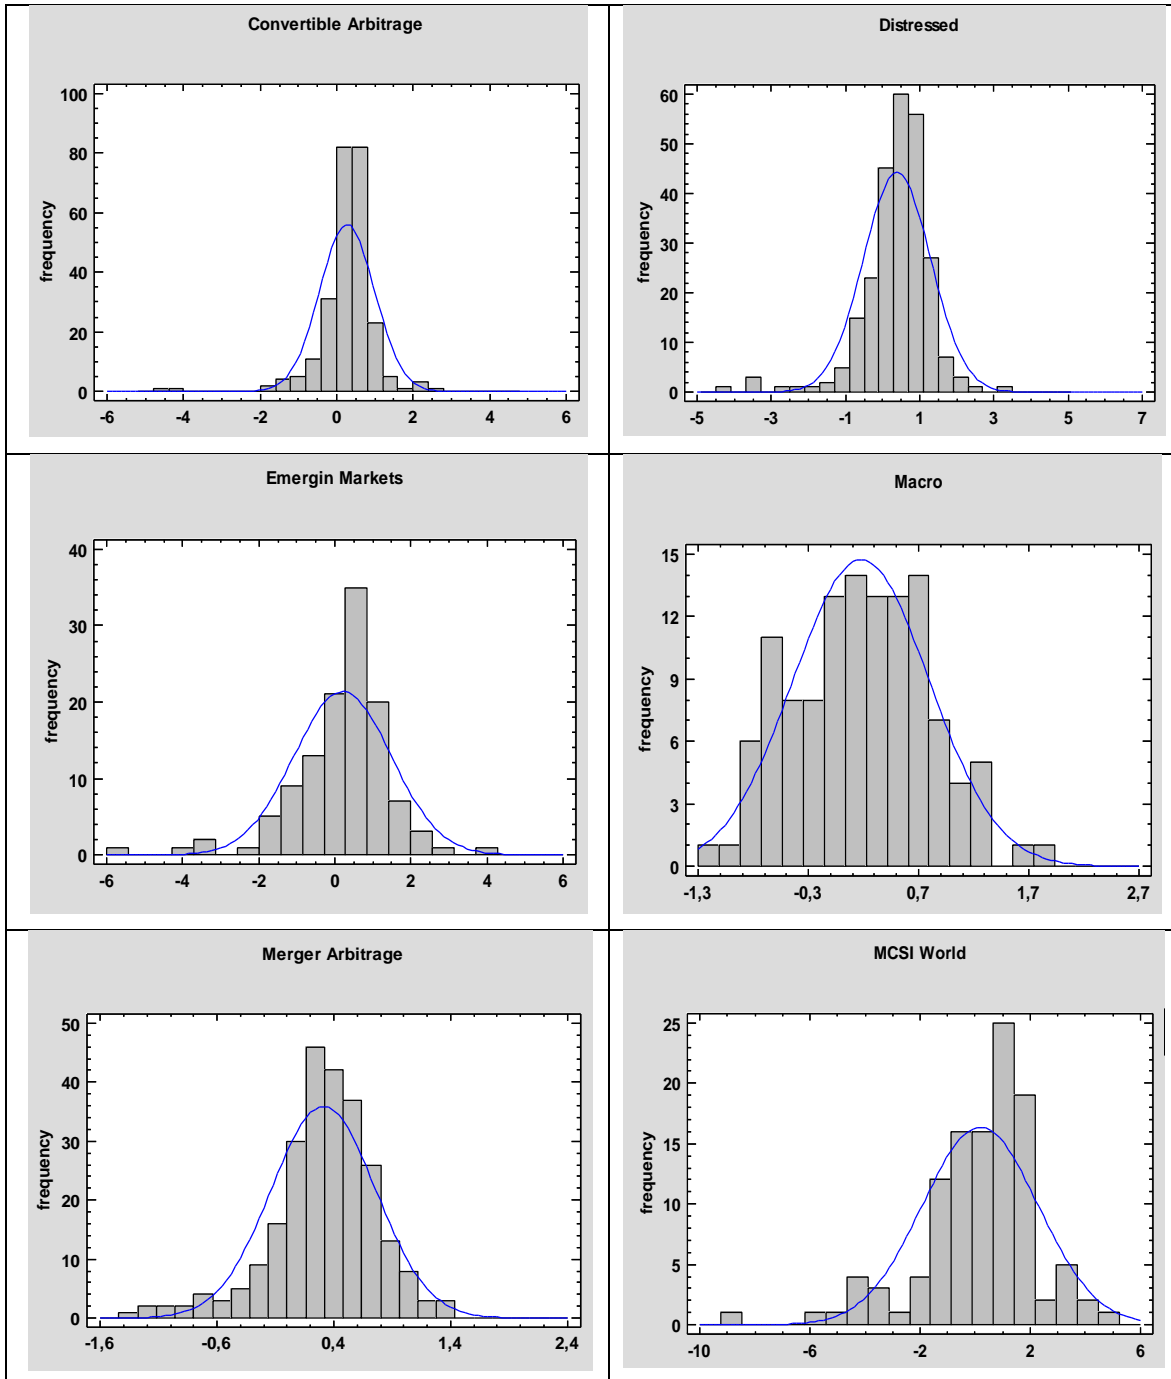 Convertible Arbitrage
frequency
100
80
60
40
20
0
-6 -4 -2 0 2 4 6
Distressed
frequency
60
50
40
30
20
10
0
-5 -3 -1 1 3 5 7
Emergin Markets
frequency
40
30
20
10
0
-6 -4 -2 0 2 4 6
Macro
frequency
15
12
9
6
3
0
-1,3 -0,3 0,7 1,7 2,7
Merger Arbitrage
frequency
50
40
30
20
10
0
-1,6 -0,6 0,4 1,4 2,4
MCSI World
frequency
25
20
15
10
5
0
-10 -6 -2 2 6